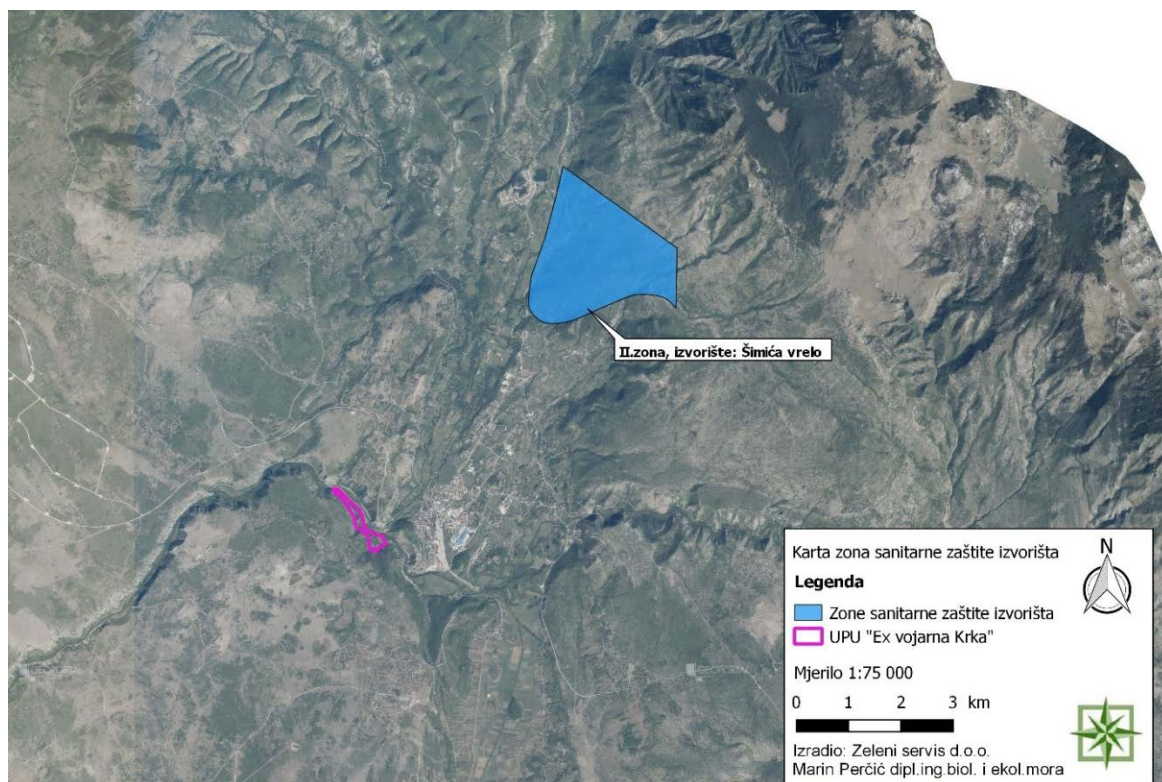 II.zona, izvorište: Šimića vrelo
GEOPORTAL
GEOPORTAL
Karta zona sanitarne zaštite izvorišta
N
Legenda
Zone sanitarne zaštite izvorišta
UPU "Ex vojarna Krka"
Mjerilo 1:75 000
0 1 2 3 km
Izradio: Zeleni servis d.o.o.
Marin Perčić dipl.ing.biol. i ekol.mora